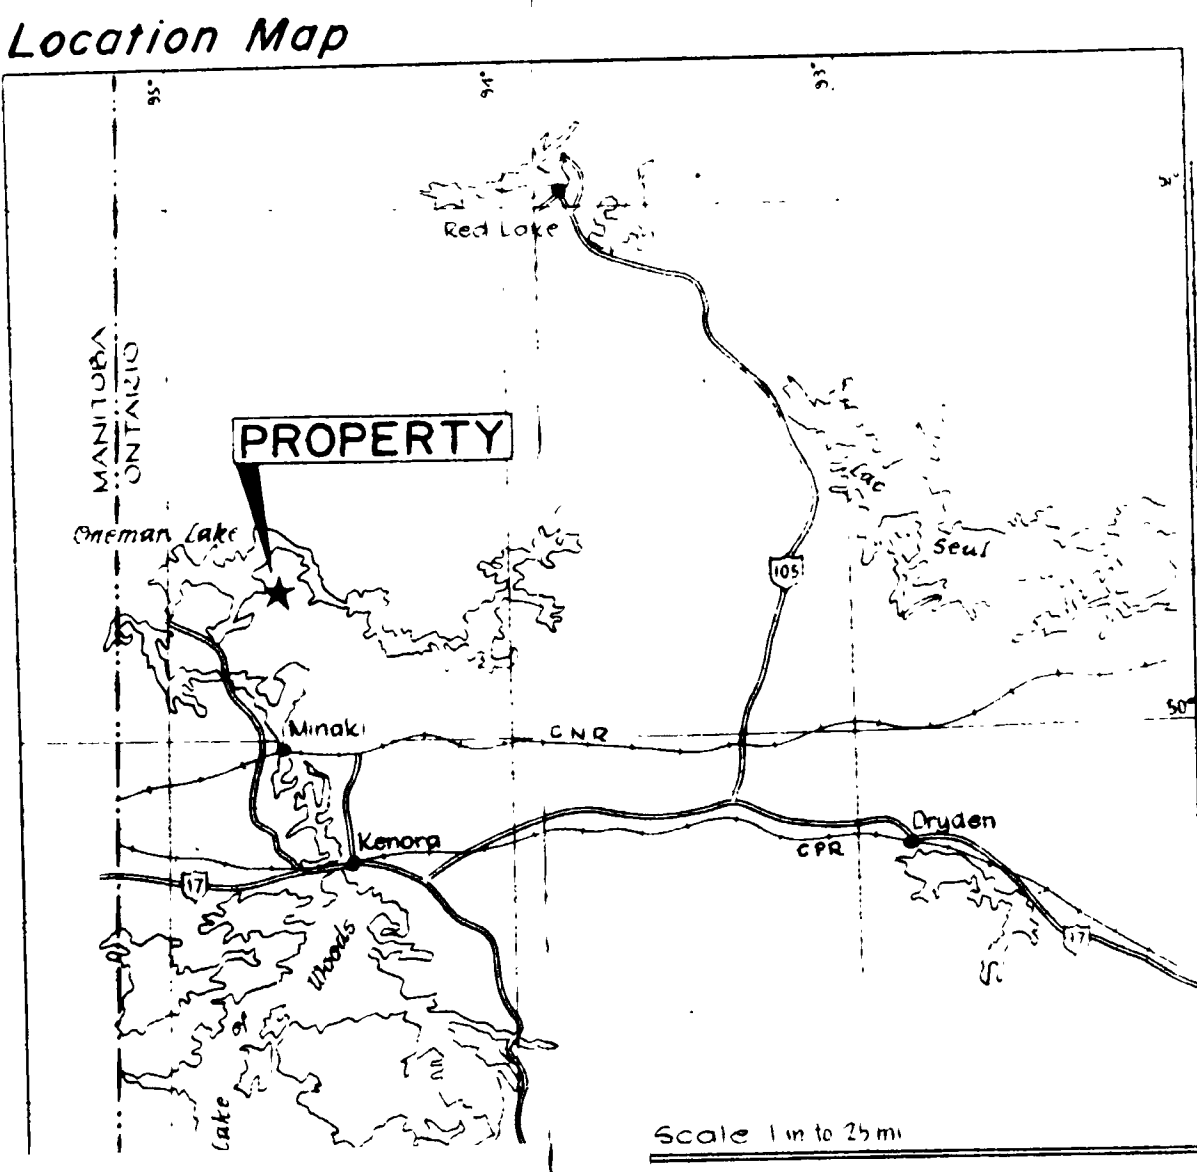 Location Map
95°
94°
93°
Red Lake
MANITOBA
ONTARIO
PROPERTY
Oneman Lake
Lac
Seul
105
50°
Minaki
CNR
Kenora
Dryden
CPR
17
17
Lake of Woods
Scale 1 in to 25 mi